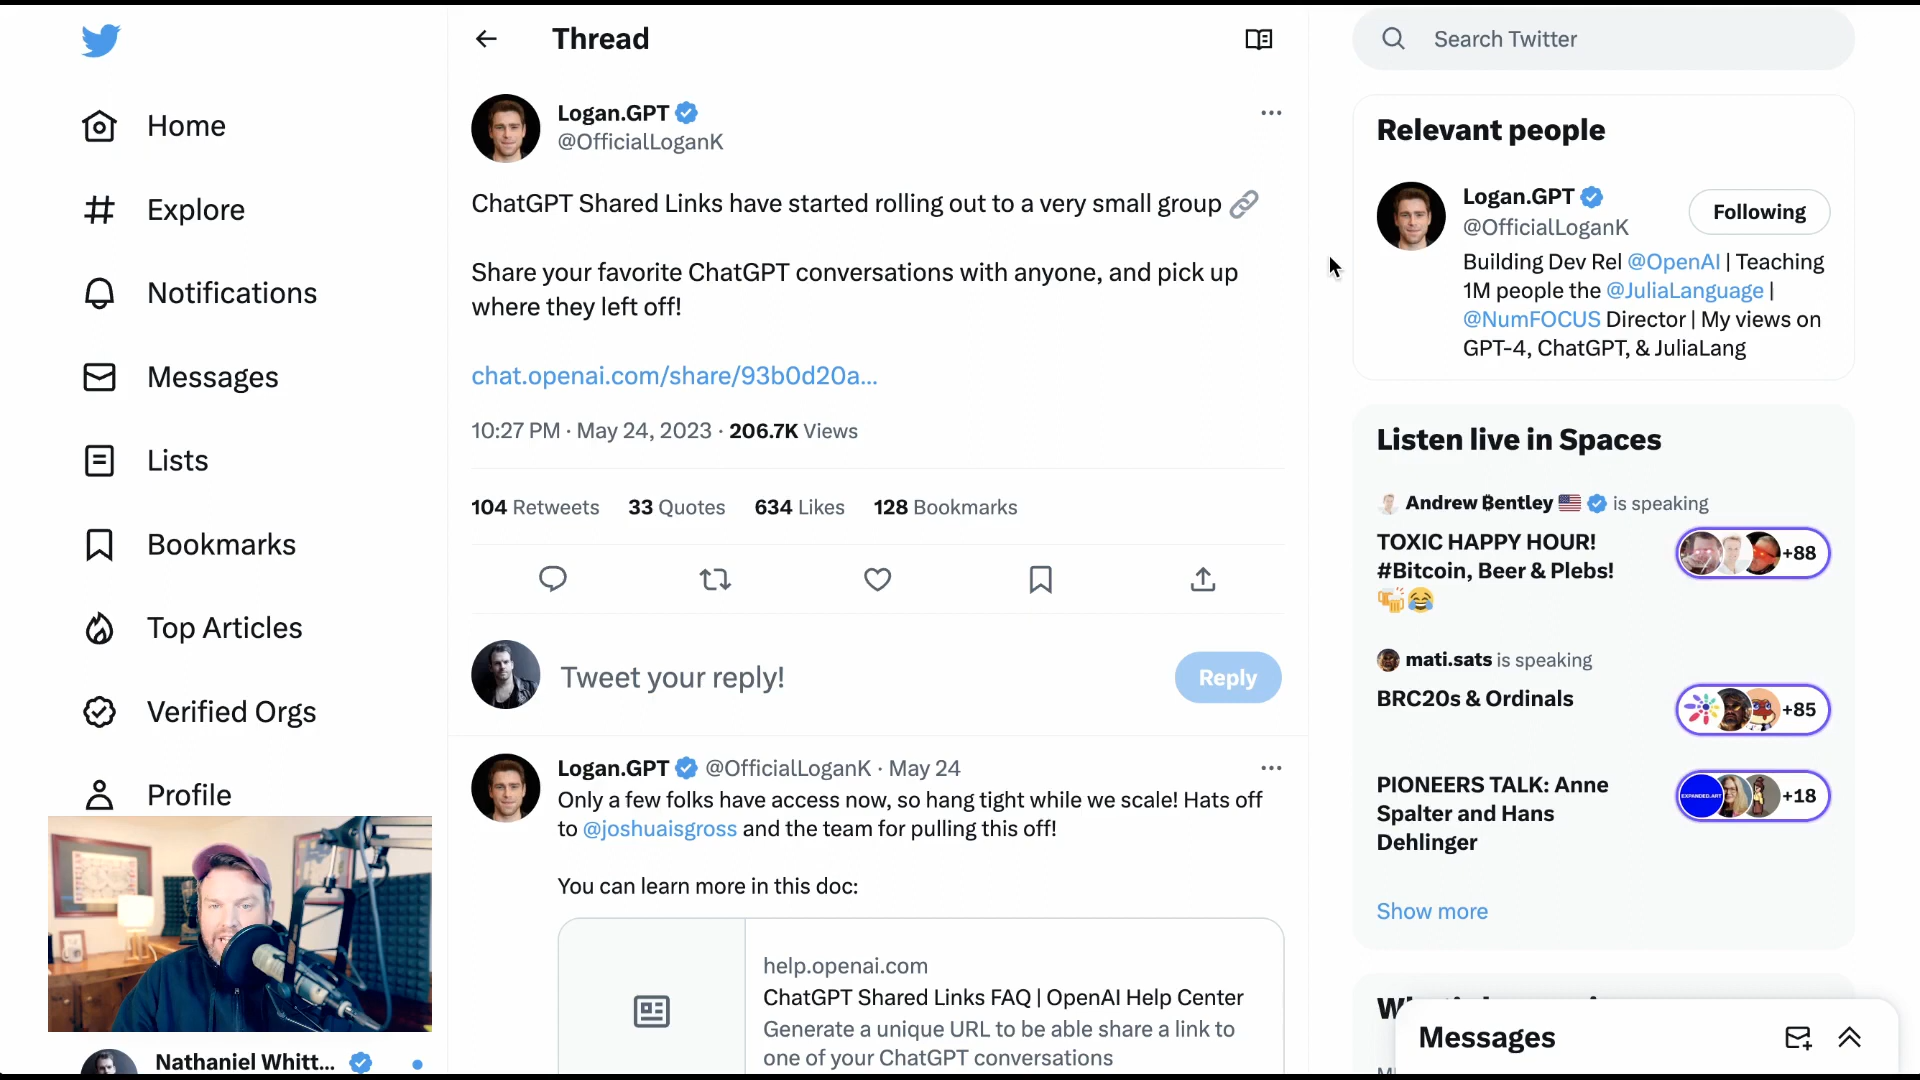 Thread
Search Twitter
Home
Explore
Notifications
Messages
Lists
Bookmarks
Top Articles
Verified Orgs
Profile
Nathaniel Whitt...
Logan.GPT
@OfficialLoganK
ChatGPT Shared Links have started rolling out to a very small group
Share your favorite ChatGPT conversations with anyone, and pick up
where they left off!
chat.openai.com/share/93b0d20a...
10:27 PM · May 24, 2023 · 206.7K Views
104 Retweets 33 Quotes 634 Likes 128 Bookmarks
Tweet your reply!
Reply
Logan.GPT @OfficialLoganK · May 24
Only a few folks have access now, so hang tight while we scale! Hats off
to @joshuaisgross and the team for pulling this off!
You can learn more in this doc:
help.openai.com
ChatGPT Shared Links FAQ | OpenAI Help Center
Generate a unique URL to be able share a link to
one of your ChatGPT conversations
Relevant people
Logan.GPT
@OfficialLoganK
Following
Building Dev Rel @OpenAI | Teaching
1M people the @JuliaLanguage |
@NumFOCUS Director | My views on
GPT-4, ChatGPT, & JuliaLang
Listen live in Spaces
Andrew ₿entley is speaking
TOXIC HAPPY HOUR!
#Bitcoin, Beer & Plebs!
+88
mati.sats is speaking
BRC20s & Ordinals
+85
PIONEERS TALK: Anne
Spalter and Hans
Dehlinger
EXPANDED.ART
+18
Show more
Messages